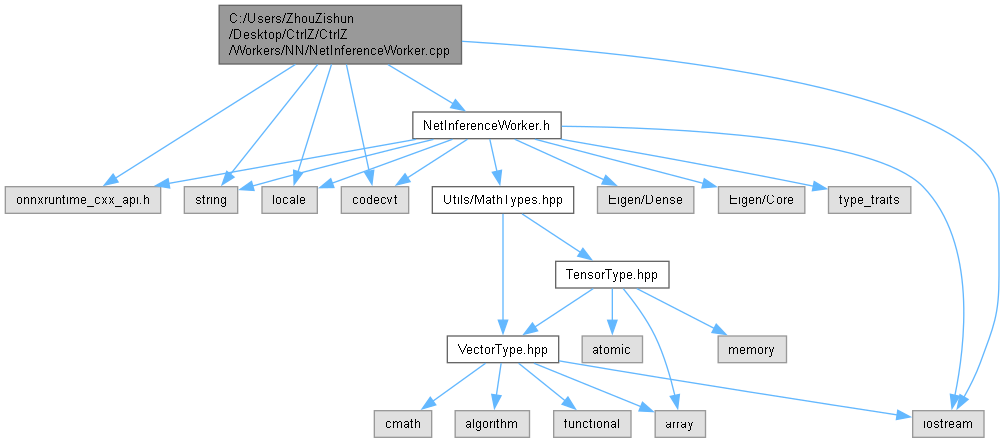 C:/Users/ZhouZishun
/Desktop/CtrlZ/CtrlZ
/Workers/NN/NetInferenceWorker.cpp
NetInferenceWorker.h
onnxruntime_cxx_api.h
string
locale
codecvt
Utils/MathTypes.hpp
Eigen/Dense
Eigen/Core
type_traits
TensorType.hpp
VectorType.hpp
atomic
memory
cmath
algorithm
functional
array
iostream